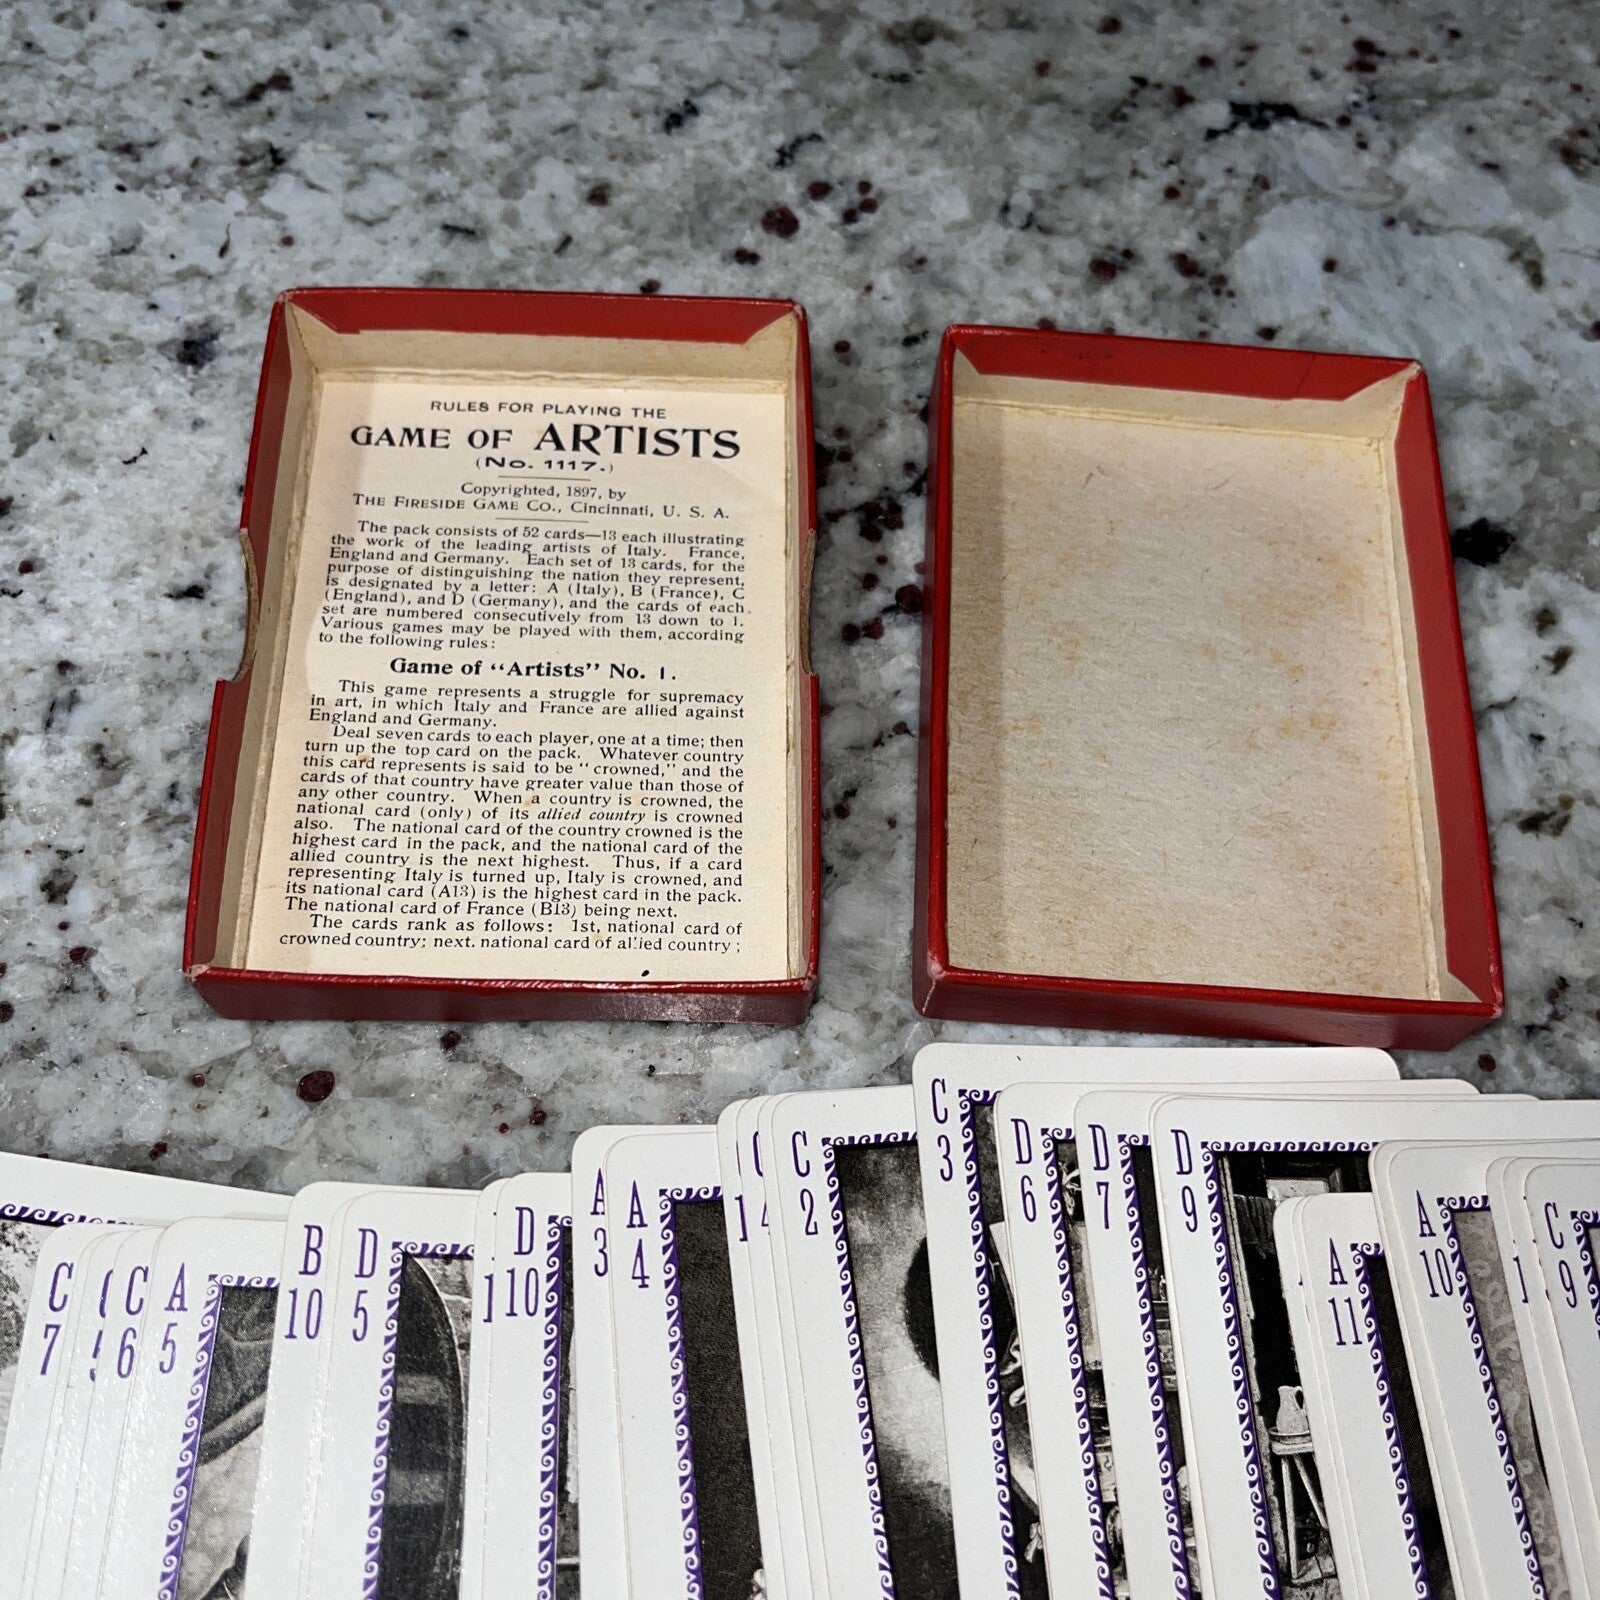 RULES FOR PLAYING THE
GAME OF ARTISTS
(No. 1117.)
Copyrighted, 1897, by
THE FIRESIDE GAME CO., Cincinnati, U. S. A.
The pack consists of 52 cards—13 each illustrating
the work of the leading artists of Italy. France,
England and Germany. Each set of 13 cards, for the
purpose of distinguishing the nation they represent,
is designated by a letter: A (Italy), B (France), C
(England), and D (Germany), and the cards of each
set are numbered consecutively from 13 down to 1.
Various games may be played with them, according
to the following rules:
Game of "Artists" No. 1.
This game represents a struggle for supremacy
in art, in which Italy and France are allied against
England and Germany.
Deal seven cards to each player, one at a time; then
turn up the top card on the pack. Whatever country
this card represents is said to be "crowned," and the
cards of that country have greater value than those of
any other country. When a country is crowned, the
national card (only) of its allied country is crowned
also. The national card of the country crowned is the
highest card in the pack, and the national card of the
allied country is the next highest. Thus, if a card
representing Italy is turned up, Italy is crowned, and
its national card (A13) is the highest card in the pack.
The national card of France (B13) being next.
The cards rank as follows: 1st, national card of
crowned country; next. national card of allied country;
C
7
C
6
A
5
B
10
D
5
D
10
A
3
A
4
C
2
C
3
D
6
D
7
D
9
A
11
A
10
C
9